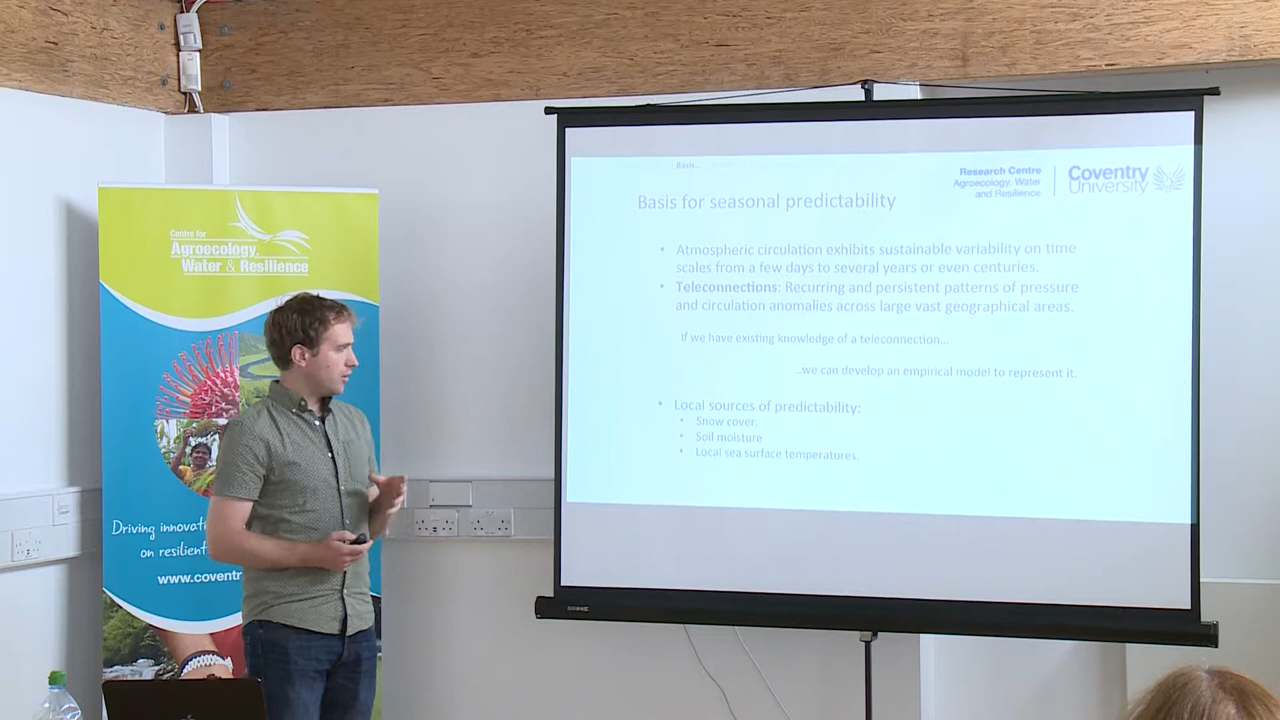 Centre for
Agroecology,
Water & Resilience
Driving innovati
on resilient
www.coventr
Basis...
Research Centre
Agroecology, Water
and Resilience
Coventry
University
Basis for seasonal predictability
• Atmospheric circulation exhibits sustainable variability on time
scales from a few days to several years or even centuries.
• Teleconnections: Recurring and persistent patterns of pressure
and circulation anomalies across large vast geographical areas.
If we have existing knowledge of a teleconnection...
...we can develop an empirical model to represent it.
• Local sources of predictability:
• Snow cover.
• Soil moisture
• Local sea surface temperatures.